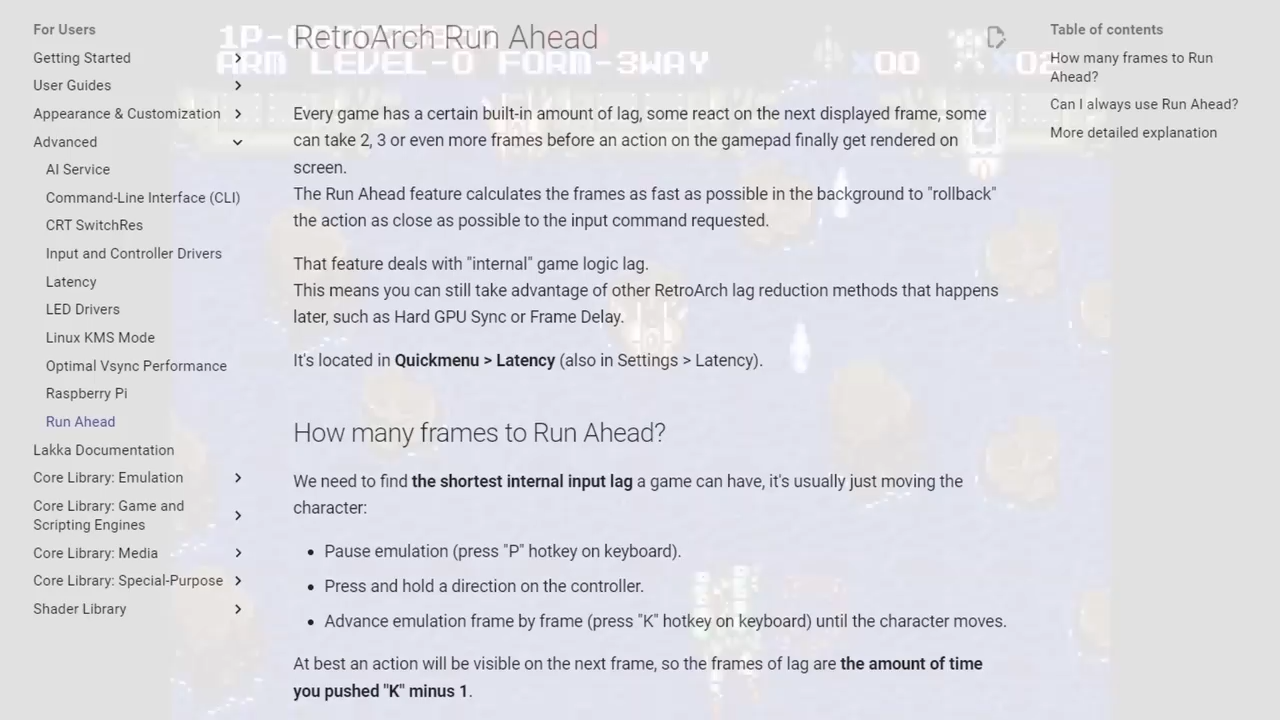 For Users
Getting Started
User Guides
Appearance & Customization
Advanced
AI Service
Command-Line Interface (CLI)
CRT SwitchRes
Input and Controller Drivers
Latency
LED Drivers
Linux KMS Mode
Optimal Vsync Performance
Raspberry Pi
Run Ahead
Lakka Documentation
Core Library: Emulation
Core Library: Game and
Scripting Engines
Core Library: Media
Core Library: Special-Purpose
Shader Library
1P-
ARM LEVEL-0 FORM-3WAY
X00
X02
RetroArch Run Ahead
Every game has a certain built-in amount of lag, some react on the next displayed frame, some
can take 2, 3 or even more frames before an action on the gamepad finally get rendered on
screen.
The Run Ahead feature calculates the frames as fast as possible in the background to "rollback"
the action as close as possible to the input command requested.
That feature deals with "internal" game logic lag.
This means you can still take advantage of other RetroArch lag reduction methods that happens
later, such as Hard GPU Sync or Frame Delay.
It's located in Quickmenu > Latency (also in Settings > Latency).
How many frames to Run Ahead?
We need to find the shortest internal input lag a game can have, it's usually just moving the
character:
• Pause emulation (press "P" hotkey on keyboard).
• Press and hold a direction on the controller.
• Advance emulation frame by frame (press "K" hotkey on keyboard) until the character moves.
At best an action will be visible on the next frame, so the frames of lag are the amount of time
you pushed "K" minus 1.
Table of contents
How many frames to Run
Ahead?
Can I always use Run Ahead?
More detailed explanation